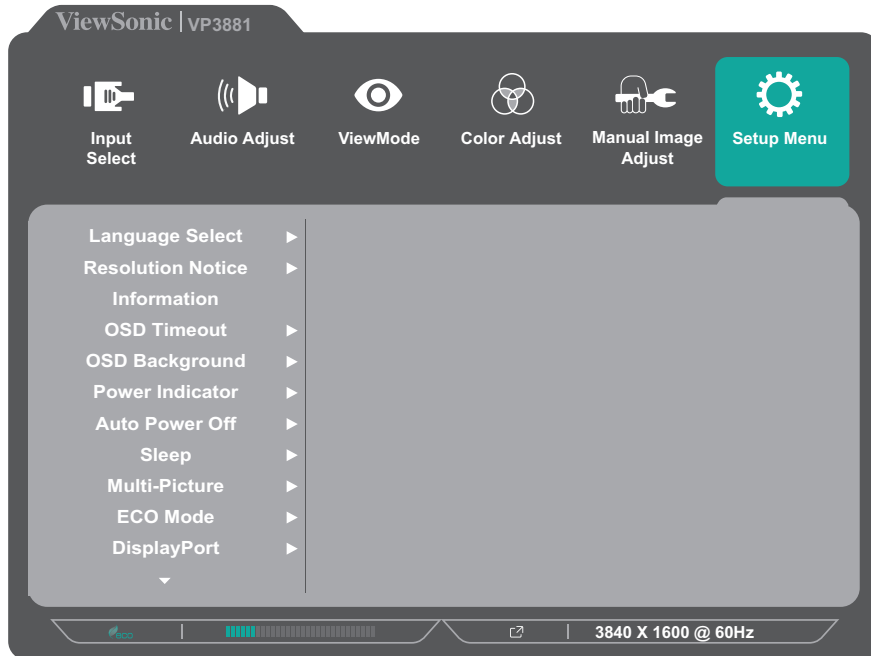 ViewSonic | VP3881
Input Select
Audio Adjust
ViewMode
Color Adjust
Manual Image Adjust
Setup Menu
Language Select
Resolution Notice
Information
OSD Timeout
OSD Background
Power Indicator
Auto Power Off
Sleep
Multi-Picture
ECO Mode
DisplayPort
eco
3840 X 1600 @ 60Hz